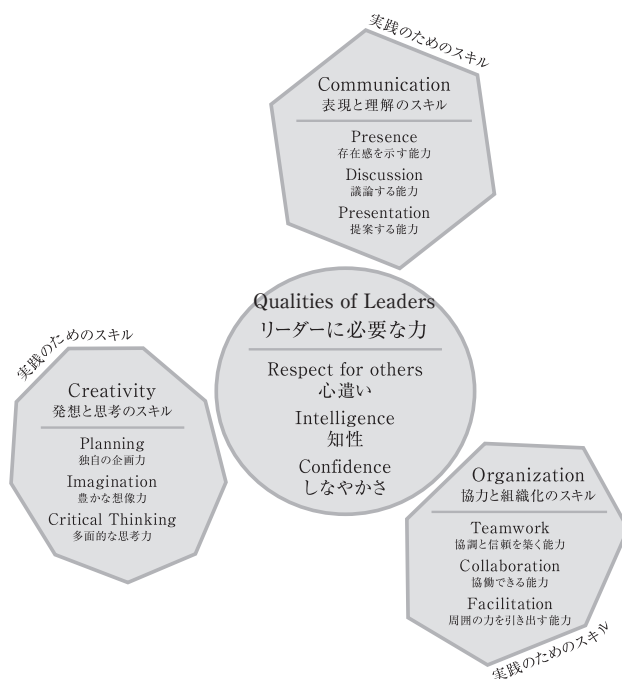 実践のためのスキル
Communication
表現と理解のスキル
Presence
存在感を示す能力
Discussion
議論する能力
Presentation
提案する能力
Qualities of Leaders
リーダーに必要な力
Respect for others
心遣い
Intelligence
知性
Confidence
しなやかさ
実践のためのスキル
Creativity
発想と思考のスキル
Planning
独自の企画力
Imagination
豊かな想像力
Critical Thinking
多面的な思考力
Organization
協力と組織化のスキル
Teamwork
協調と信頼を築く能力
Collaboration
協働できる能力
Facilitation
周囲の力を引き出す能力
実践のためのスキル